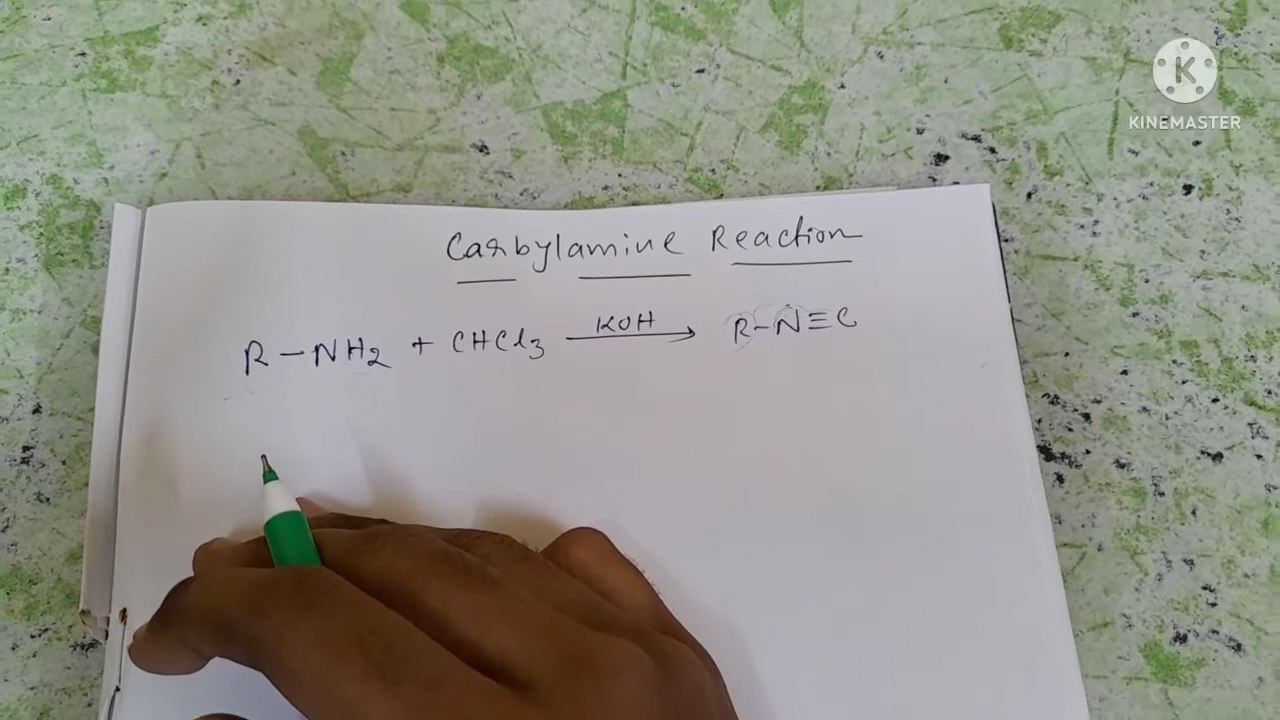 KINEMASTER
Carbylamine Reaction
R-NH2 + CHCl3 KOH→ R-N≡C